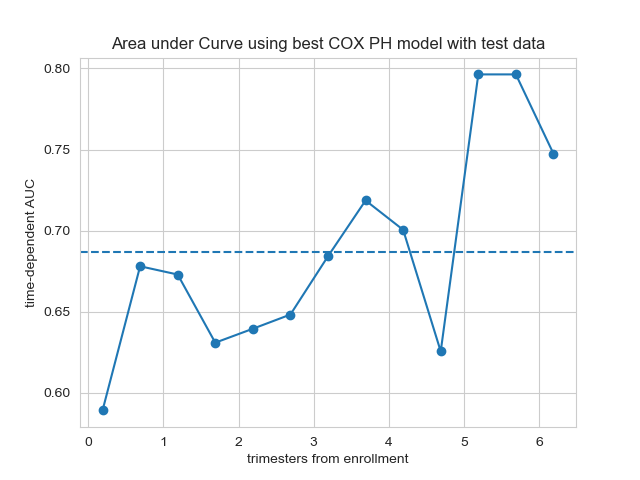 Area under Curve using best COX PH model with test data
0.80
0.75
0.70
0.65
0.60
time-dependent AUC
0 1 2 3 4 5 6
trimesters from enrollment